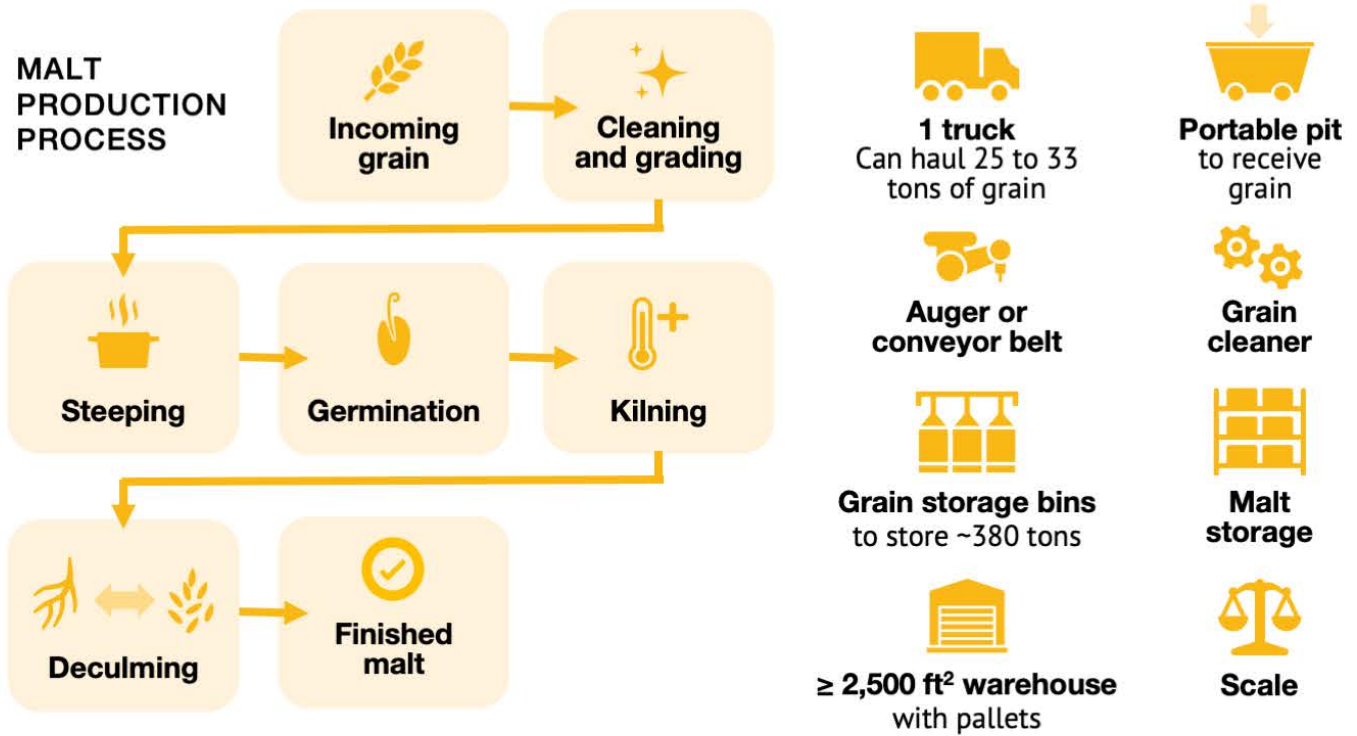 MALT
PRODUCTION
PROCESS
Incoming
grain
Cleaning
and grading
Steeping
Germination
Kilning
Deculming
Finished
malt
1 truck
Can haul 25 to 33
tons of grain
Portable pit
to receive
grain
Auger or
conveyor belt
Grain
cleaner
Grain storage bins
to store ~380 tons
Malt
storage
≥ 2,500 ft² warehouse
with pallets
Scale